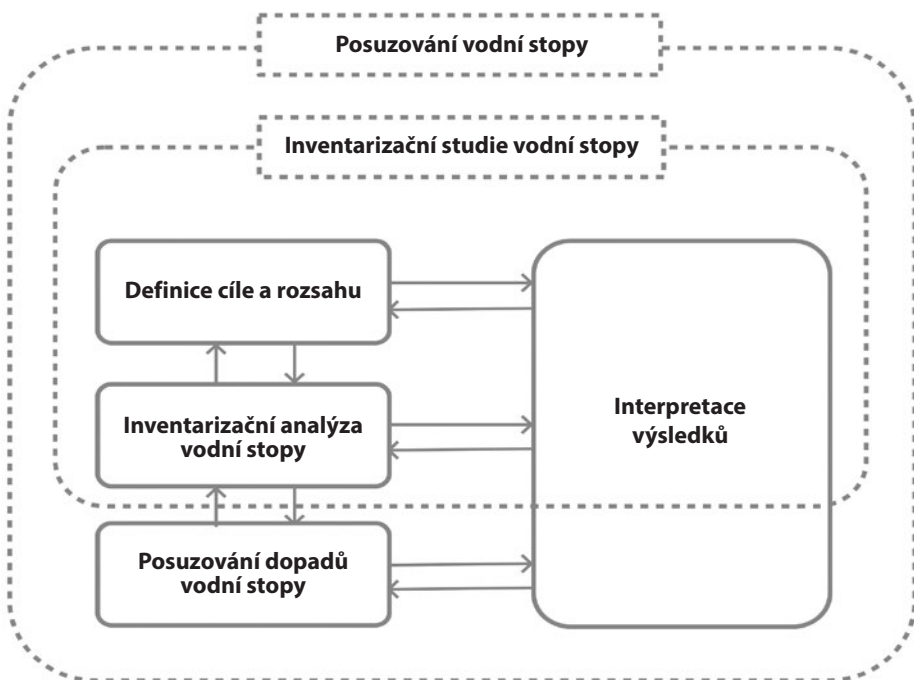 Posuzování vodní stopy
Inventarizační studie vodní stopy
Definice cíle a rozsahu
Inventarizační analýza
vodní stopy
Posuzování dopadů
vodní stopy
Interpretace
výsledků